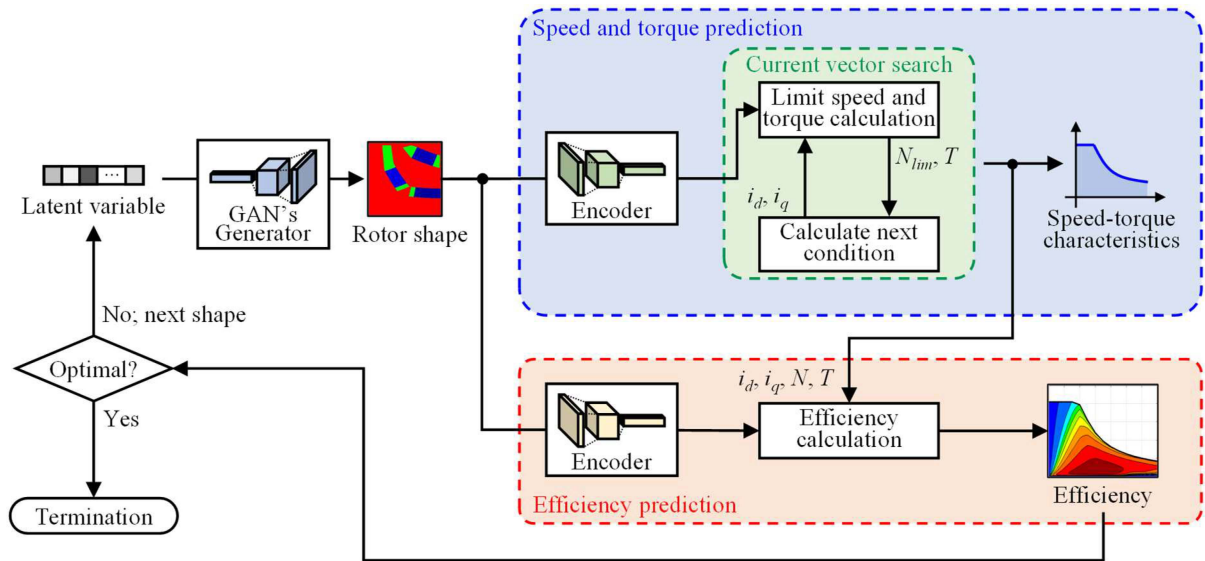 Speed and torque prediction
Current vector search
Limit speed and
torque calculation
N_lim, T
i_d, i_q
Calculate next
condition
Encoder
Speed-torque
characteristics
...
Latent variable
GAN's
Generator
Rotor shape
No; next shape
Optimal?
Yes
Termination
i_d, i_q, N, T
Efficiency
calculation
Encoder
Efficiency
Efficiency prediction